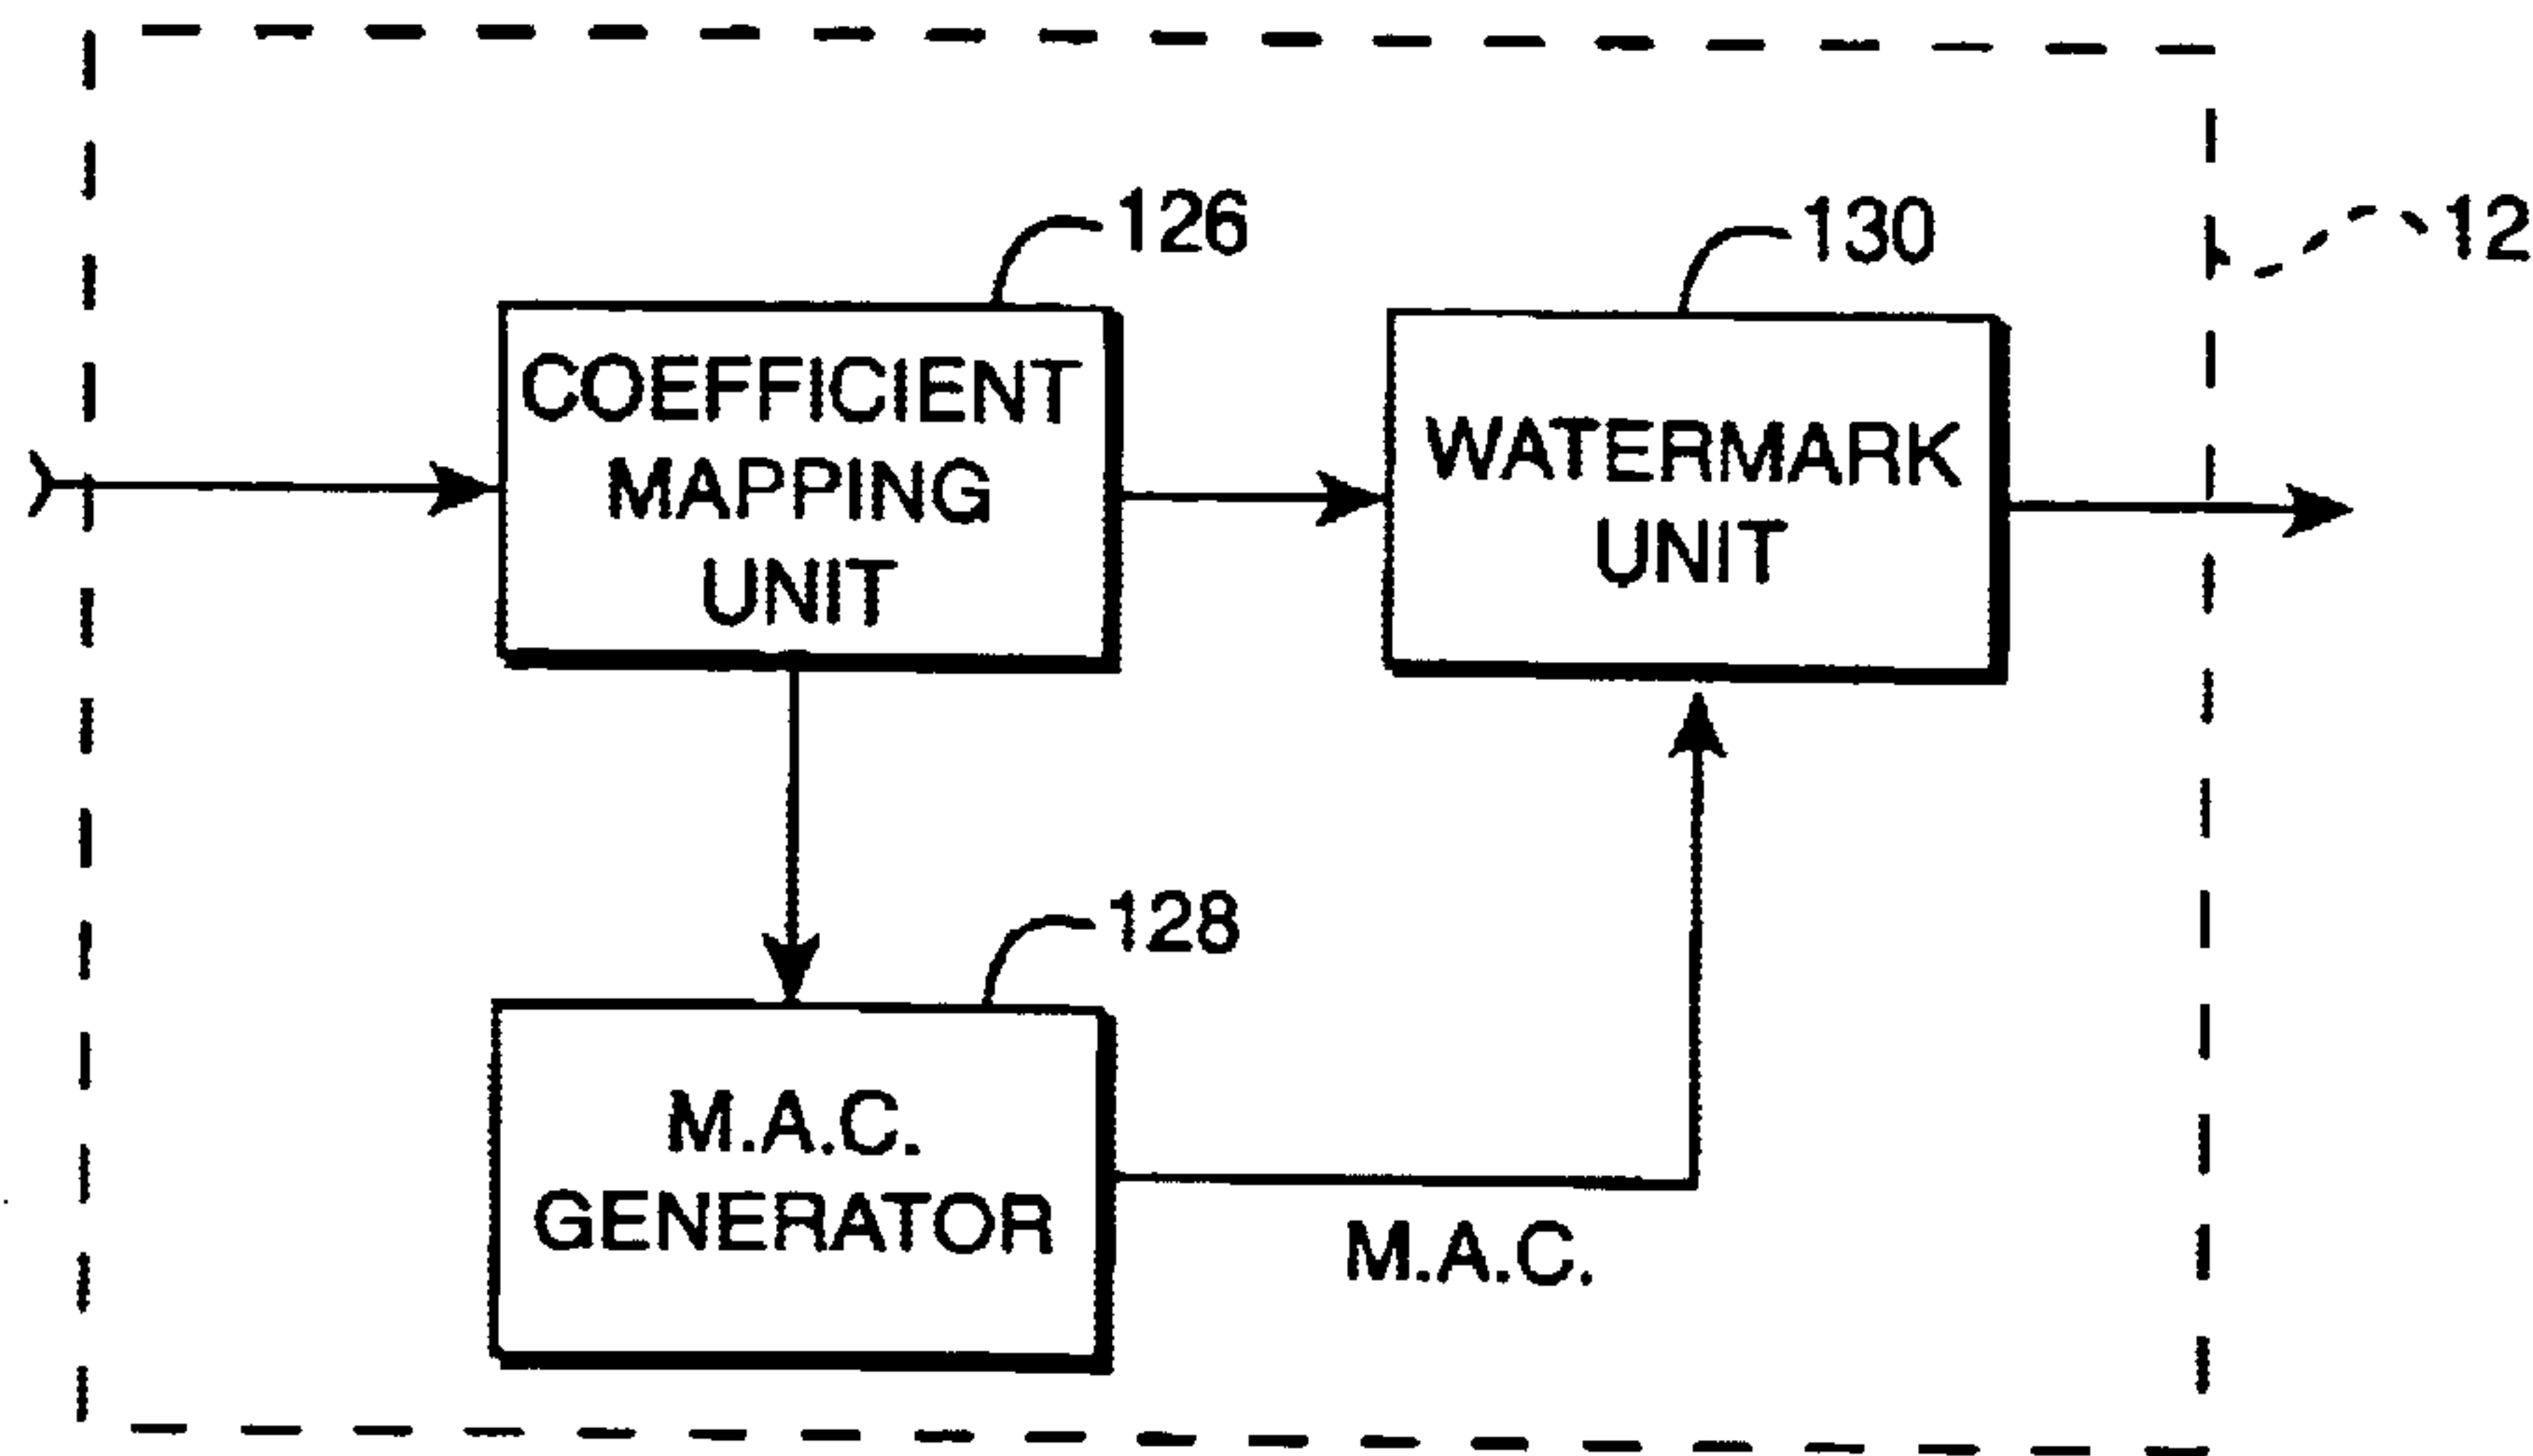 126
130
12
COEFFICIENT
MAPPING
UNIT
WATERMARK
UNIT
128
M.A.C.
GENERATOR
M.A.C.